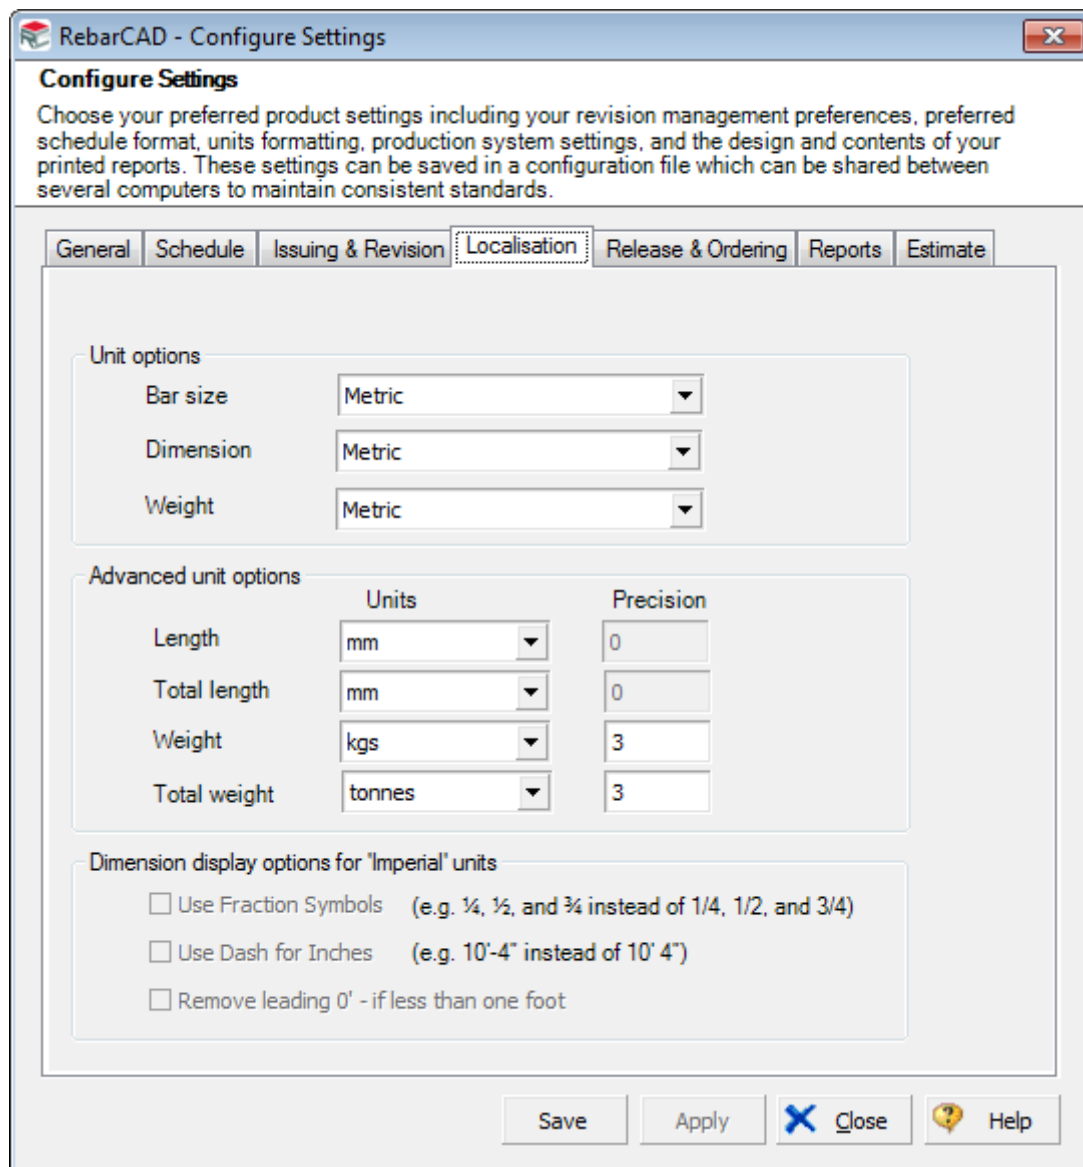 RebarCAD - Configure Settings
Configure Settings
Choose your preferred product settings including your revision management preferences, preferred
schedule format, units formatting, production system settings, and the design and contents of your
printed reports. These settings can be saved in a configuration file which can be shared between
several computers to maintain consistent standards.
General Schedule Issuing & Revision Localisation Release & Ordering Reports Estimate
Unit options
Bar size Metric
Dimension Metric
Weight Metric
Advanced unit options
Units Precision
Length mm 0
Total length mm 0
Weight kgs 3
Total weight tonnes 3
Dimension display options for 'Imperial' units
Use Fraction Symbols (e.g. ¼, ½, and ¾ instead of 1/4, 1/2, and 3/4)
Use Dash for Inches (e.g. 10'-4" instead of 10' 4")
Remove leading 0' - if less than one foot
Save Apply Close Help